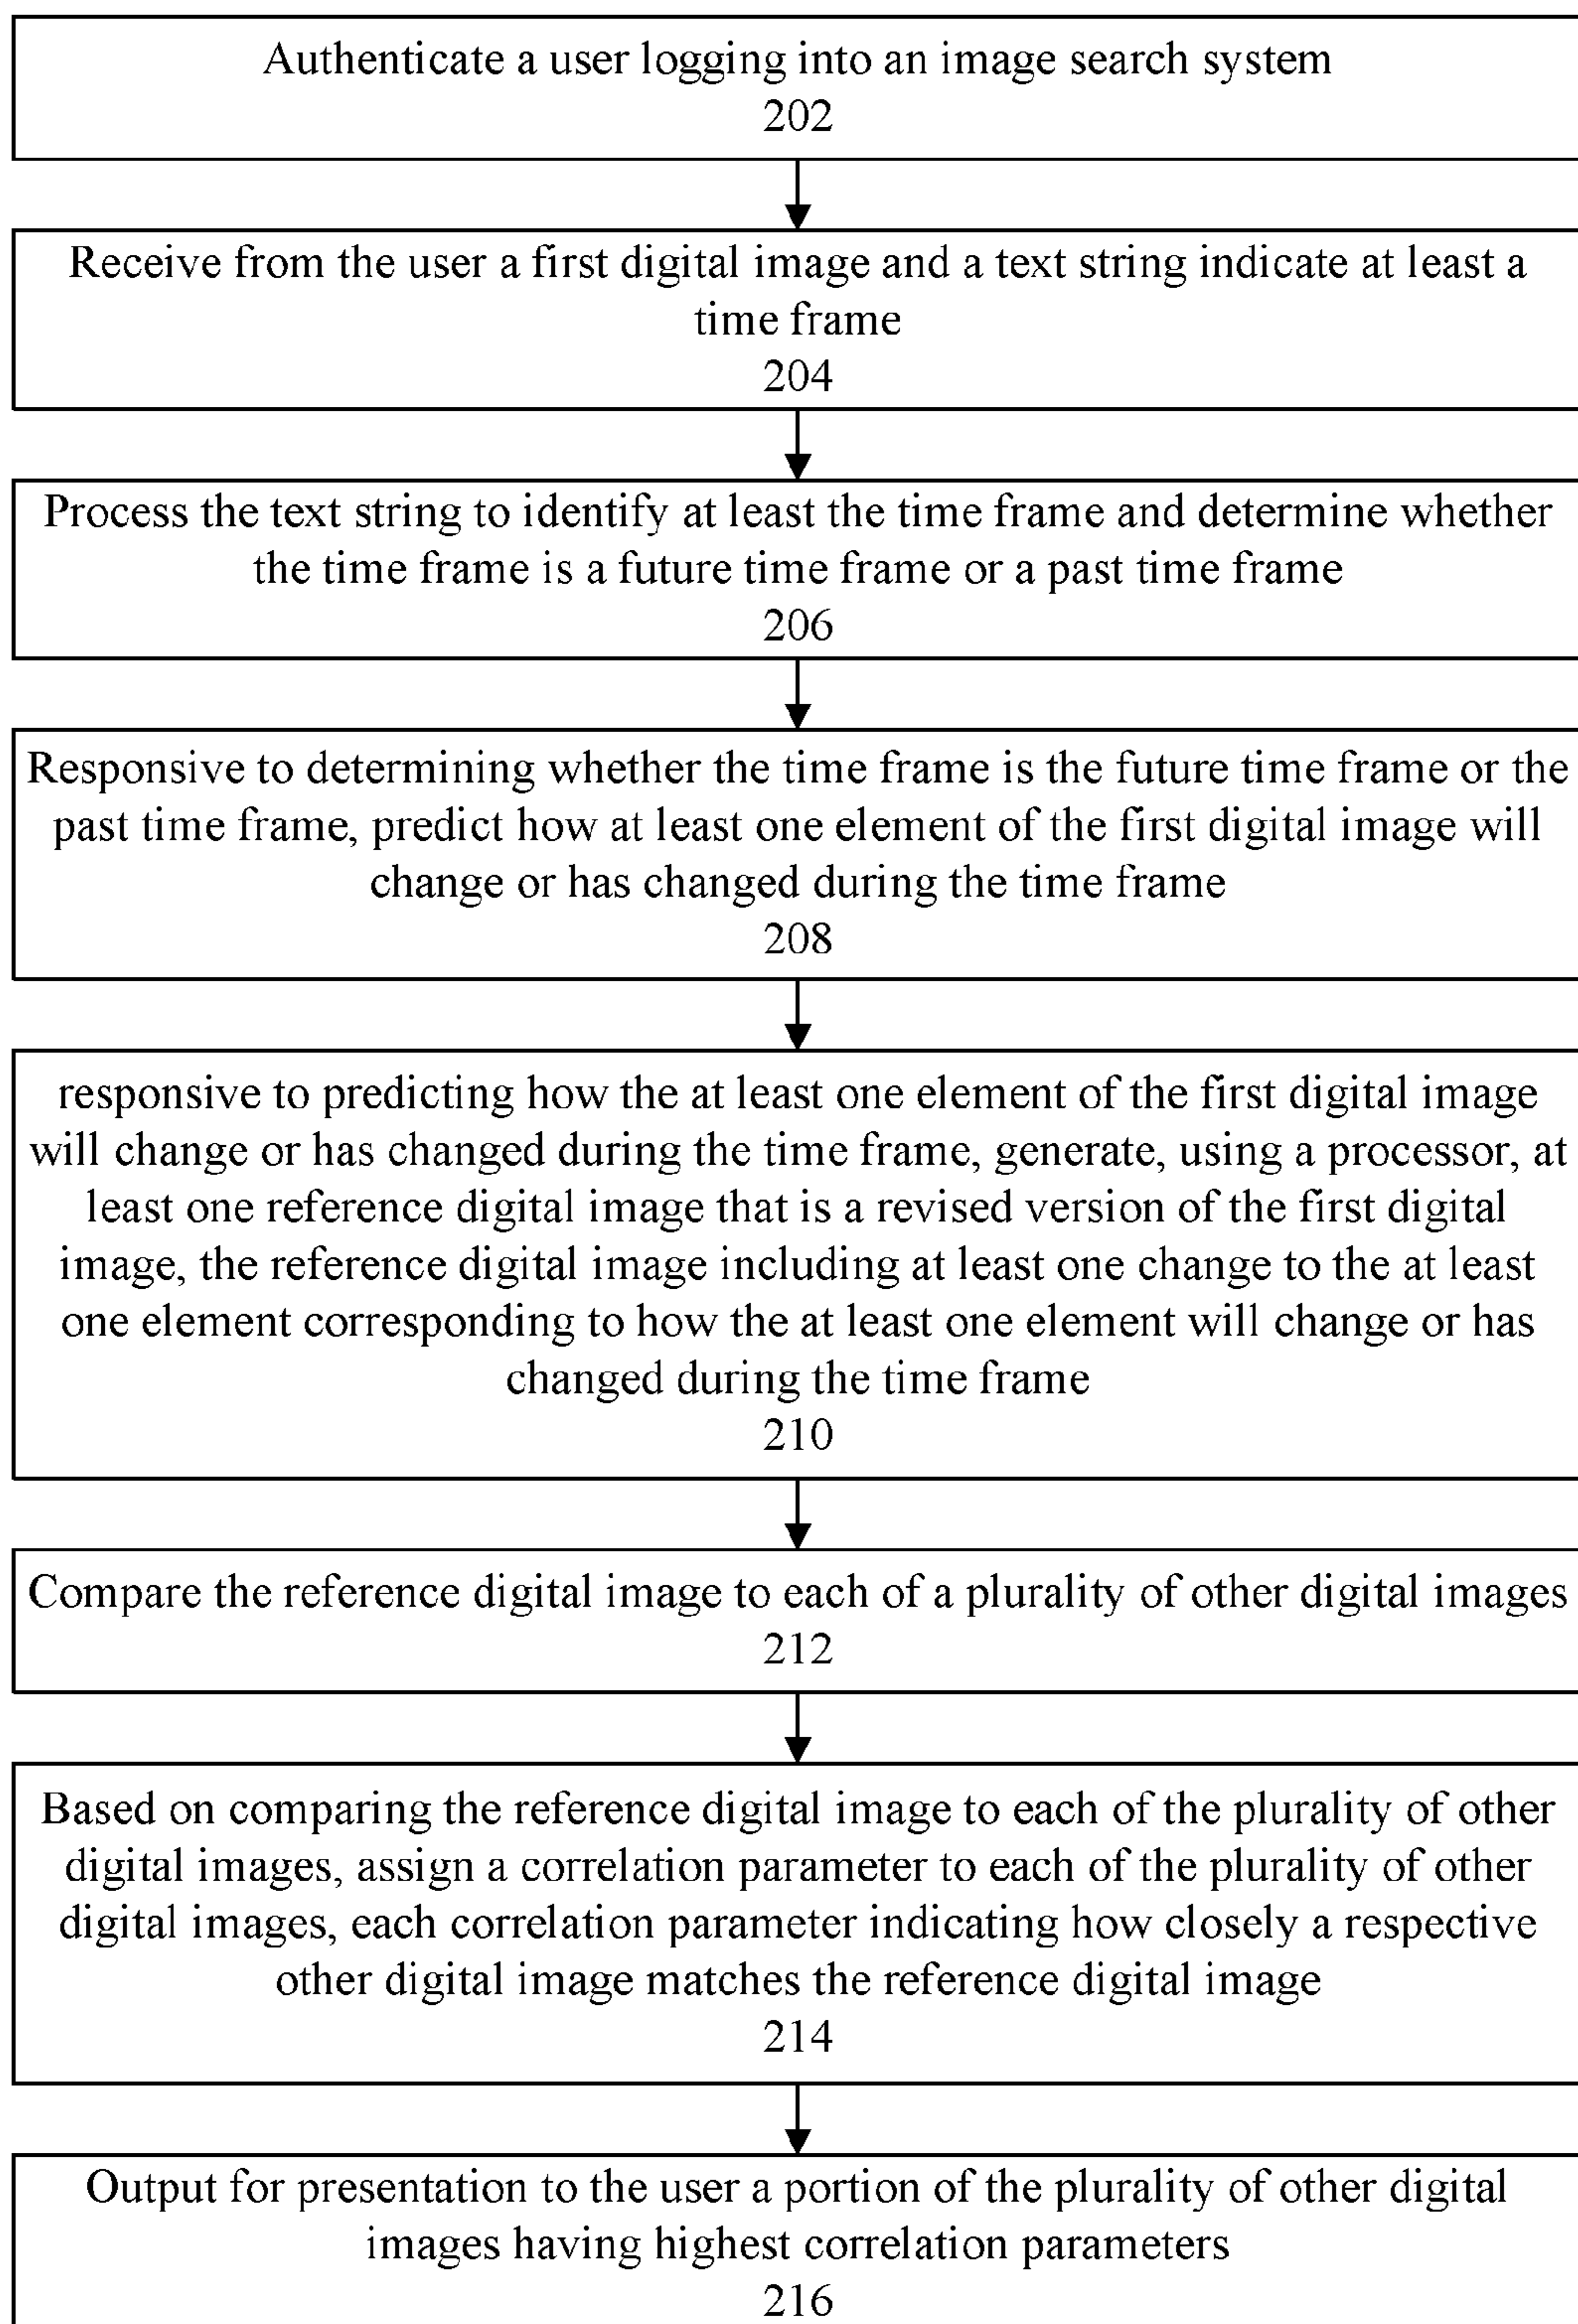 Authenticate a user logging into an image search system
202
Receive from the user a first digital image and a text string indicate at least a
time frame
204
Process the text string to identify at least the time frame and determine whether
the time frame is a future time frame or a past time frame
206
Responsive to determining whether the time frame is the future time frame or the
past time frame, predict how at least one element of the first digital image will
change or has changed during the time frame
208
responsive to predicting how the at least one element of the first digital image
will change or has changed during the time frame, generate, using a processor, at
least one reference digital image that is a revised version of the first digital
image, the reference digital image including at least one change to the at least
one element corresponding to how the at least one element will change or has
changed during the time frame
210
Compare the reference digital image to each of a plurality of other digital images
212
Based on comparing the reference digital image to each of the plurality of other
digital images, assign a correlation parameter to each of the plurality of other
digital images, each correlation parameter indicating how closely a respective
other digital image matches the reference digital image
214
Output for presentation to the user a portion of the plurality of other digital
images having highest correlation parameters
216